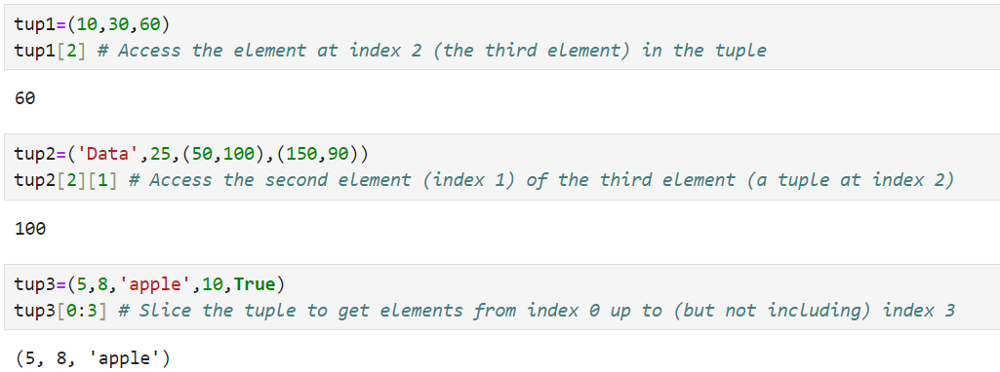 tup1=(10,30,60)
tup1[2] # Access the element at index 2 (the third element) in the tuple
60
tup2=('Data',25,(50,100),(150,90))
tup2[2][1] # Access the second element (index 1) of the third element (a tuple at index 2)
100
tup3=(5,8,'apple',10,True)
tup3[0:3] # Slice the tuple to get elements from index 0 up to (but not including) index 3
(5, 8, 'apple')